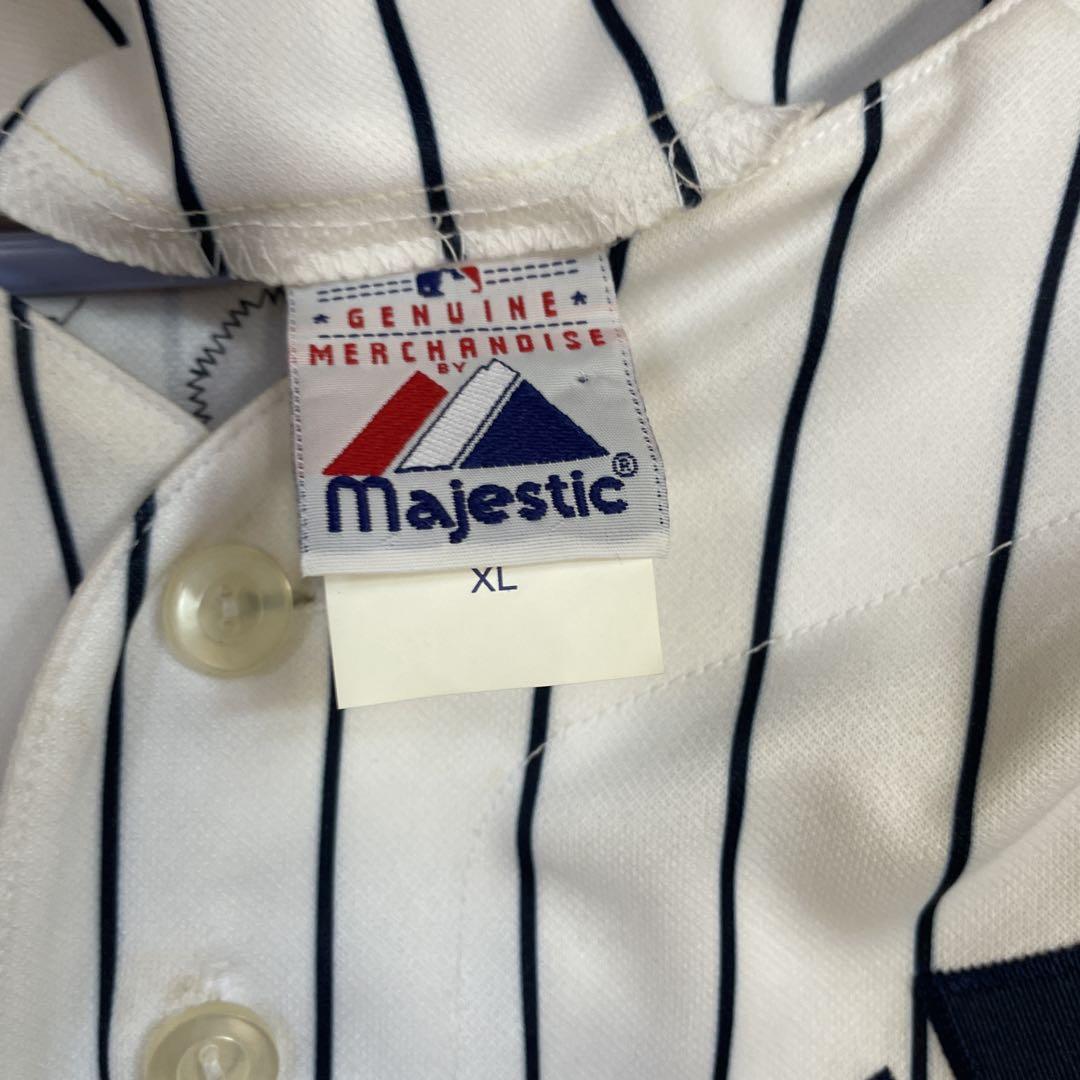 GENUINE
MERCHANDISE
BY
Majestic®
XL